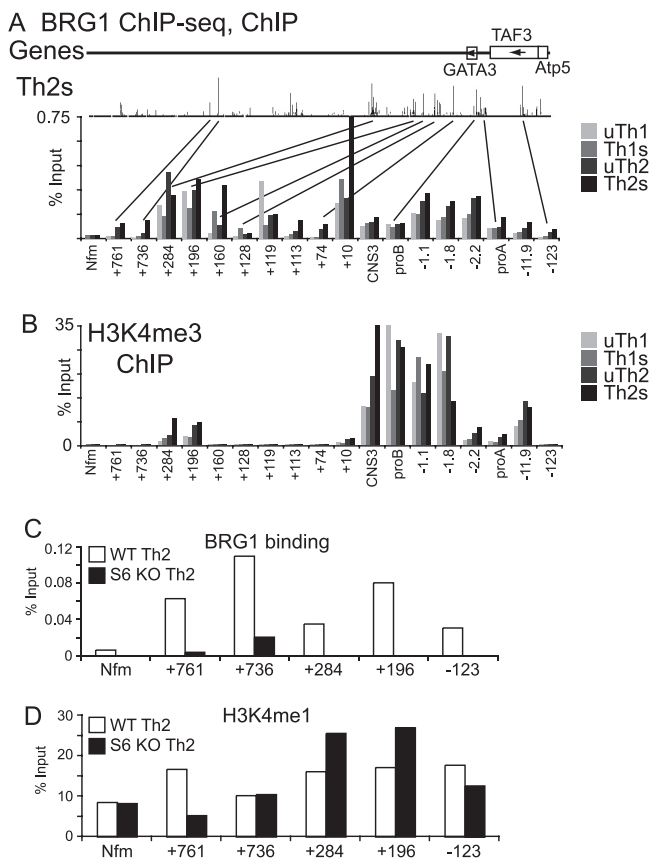 A BRG1 ChIP-seq, ChIP
Genes
TAF3
GATA3
Atp5
Th2s
0.75
% Input
uTh1
Th1s
uTh2
Th2s
Nfm +761 +736 +284 +196 +160 +128 +119 +113 +74 +10 CNS3 proB -1.1 -1.8 -2.2 proA -11.9 -123
B H3K4me3
ChIP
35
% Input
0
uTh1
Th1s
uTh2
Th2s
Nfm +761 +736 +284 +196 +160 +128 +119 +113 +74 +10 CNS3 proB -1.1 -1.8 -2.2 proA -11.9 -123
C BRG1 binding
WT Th2
S6 KO Th2
0.12
0.08
0.04
0
% Input
Nfm +761 +736 +284 +196 -123
D H3K4me1
WT Th2
S6 KO Th2
30
20
10
0
% Input
Nfm +761 +736 +284 +196 -123